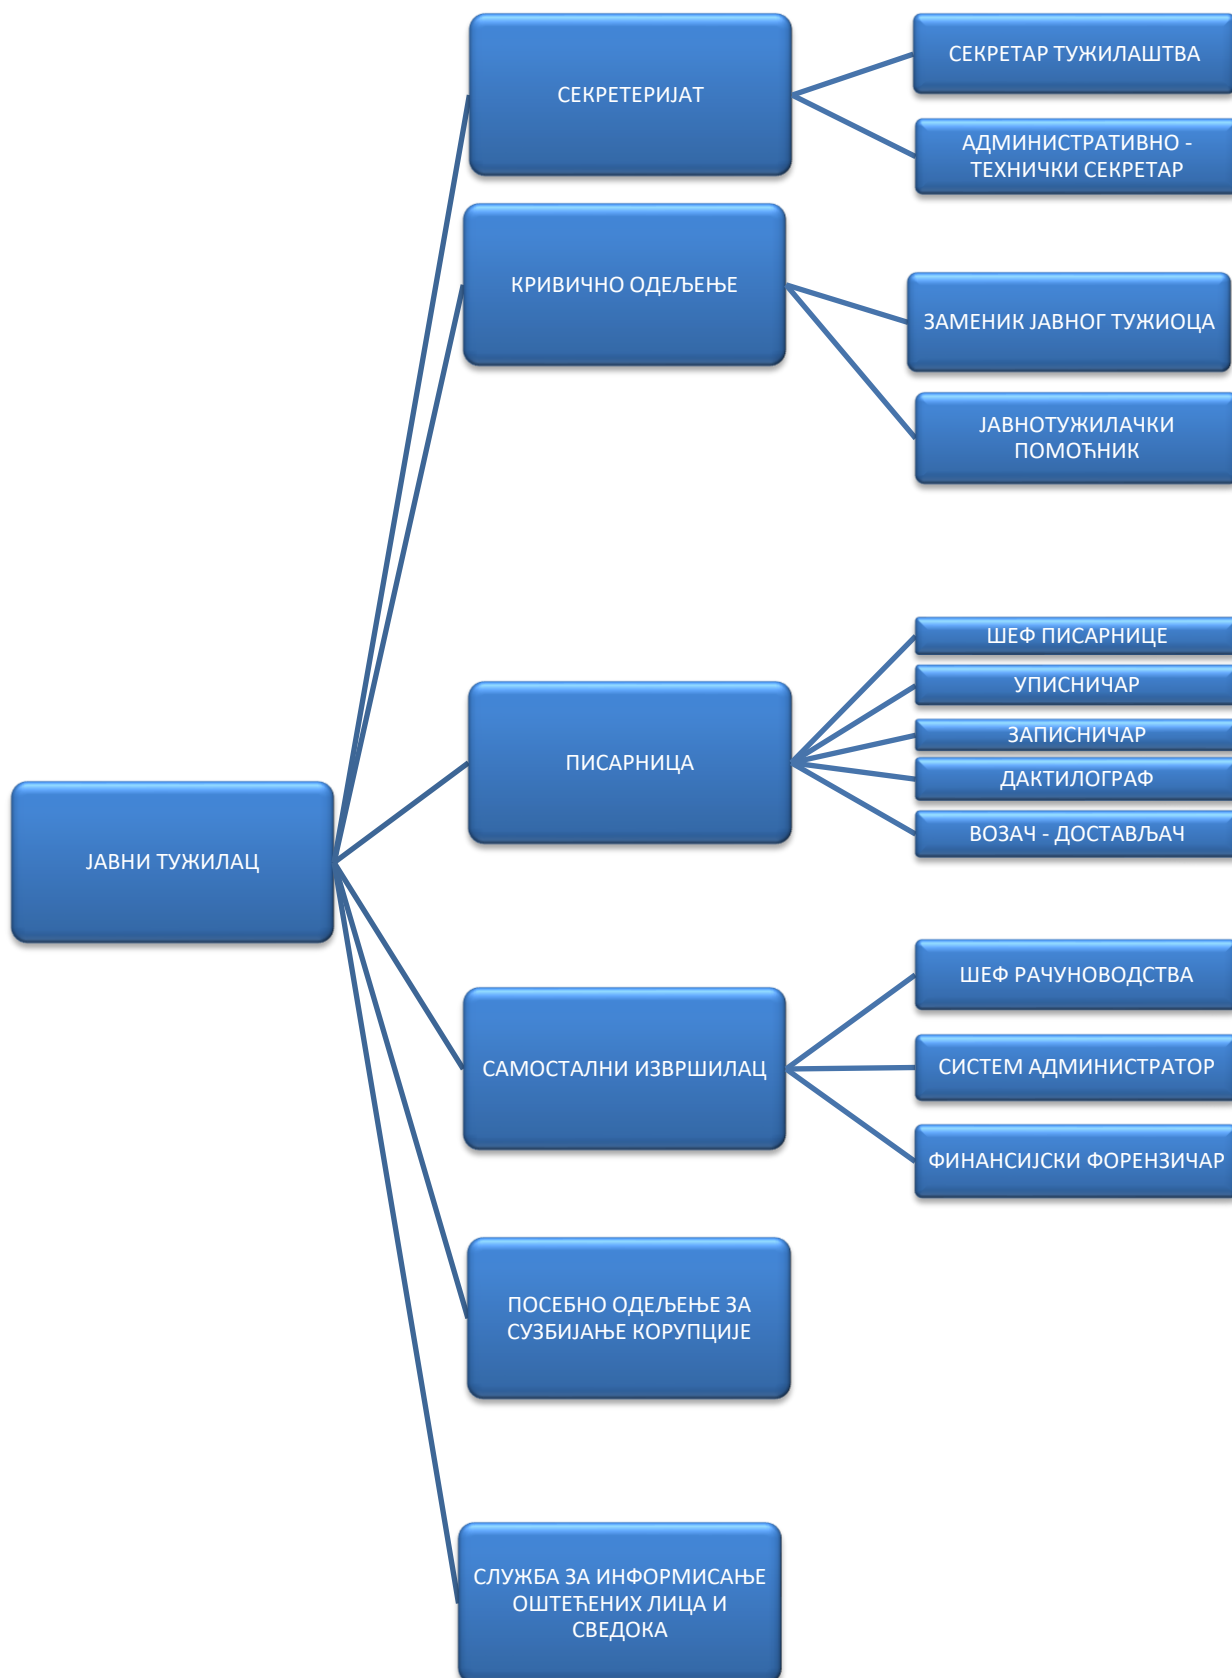 СЕКРЕТЕРИЈАТ
СЕКРЕТАР ТУЖИЛАШТВА
АДМИНИСТРАТИВНО -
ТЕХНИЧКИ СЕКРЕТАР
КРИВИЧНО ОДЕЉЕЊЕ
ЗАМЕНИК ЈАВНОГ ТУЖИОЦА
ЈАВНОТУЖИЛАЧКИ
ПОМОЋНИК
ШЕФ ПИСАРНИЦЕ
УПИСНИЧАР
ЗАПИСНИЧАР
ДАКТИЛОГРАФ
ВОЗАЧ - ДОСТАВЉАЧ
ПИСАРНИЦА
ЈАВНИ ТУЖИЛАЦ
ШЕФ РАЧУНОВОДСТВА
САМОСТАЛНИ ИЗВРШИЛАЦ
СИСТЕМ АДМИНИСТРАТОР
ФИНАНСИЈСКИ ФОРЕНЗИЧАР
ПОСЕБНО ОДЕЉЕЊЕ ЗА
СУЗБИЈАЊЕ КОРУПЦИЈЕ
СЛУЖБА ЗА ИНФОРМИСАЊЕ
ОШТЕЋЕНИХ ЛИЦА И
СВЕДОКА